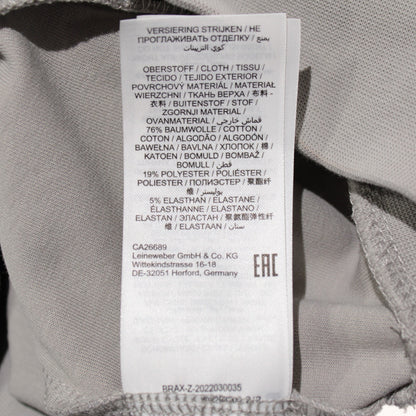 VERSIERING STRIJKEN / НЕ
ПРОГЛАЖИВАТЬ ОТДЕЛКУ / يمنع
كوي التزيينات
OBERSTOFF / CLOTH / TISSU /
TECIDO / TEJIDO EXTERIOR /
POVRCHOVÝ MATERIÁL / MATERIAŁ
WIERZCHNI / ТКАНЬ ВЕРХА / 布料 -
衣料 / BUITENSTOF / STOF /
ZGORNJI MATERIAL /
OVANMATERIAL / قماش خارجي
76% BAUMWOLLE / COTTON /
COTON / ALGODÃO / ALGODÓN /
BAWEŁNA / BAVLNA / ХЛОПОК / 棉 /
KATOEN / BOMULD / BOMBAŽ /
BOMULL / قطن
19% POLYESTER / POLIÉSTER /
POLIESTER / ПОЛИЭСТЕР / 聚酯纤
维 / بوليستر
5% ELASTHAN / ELASTANE /
ÉLASTHANNE / ELASTANO /
ELASTAN / ЭЛАСТАН / 聚氨酯弹性纤
维 / ELASTAAN /
CA26689
Leineweber GmbH & Co. KG
Wittekindstrasse 16-18
DE-32051 Herford, Germany
EAC
BRAX-Z-2022030035